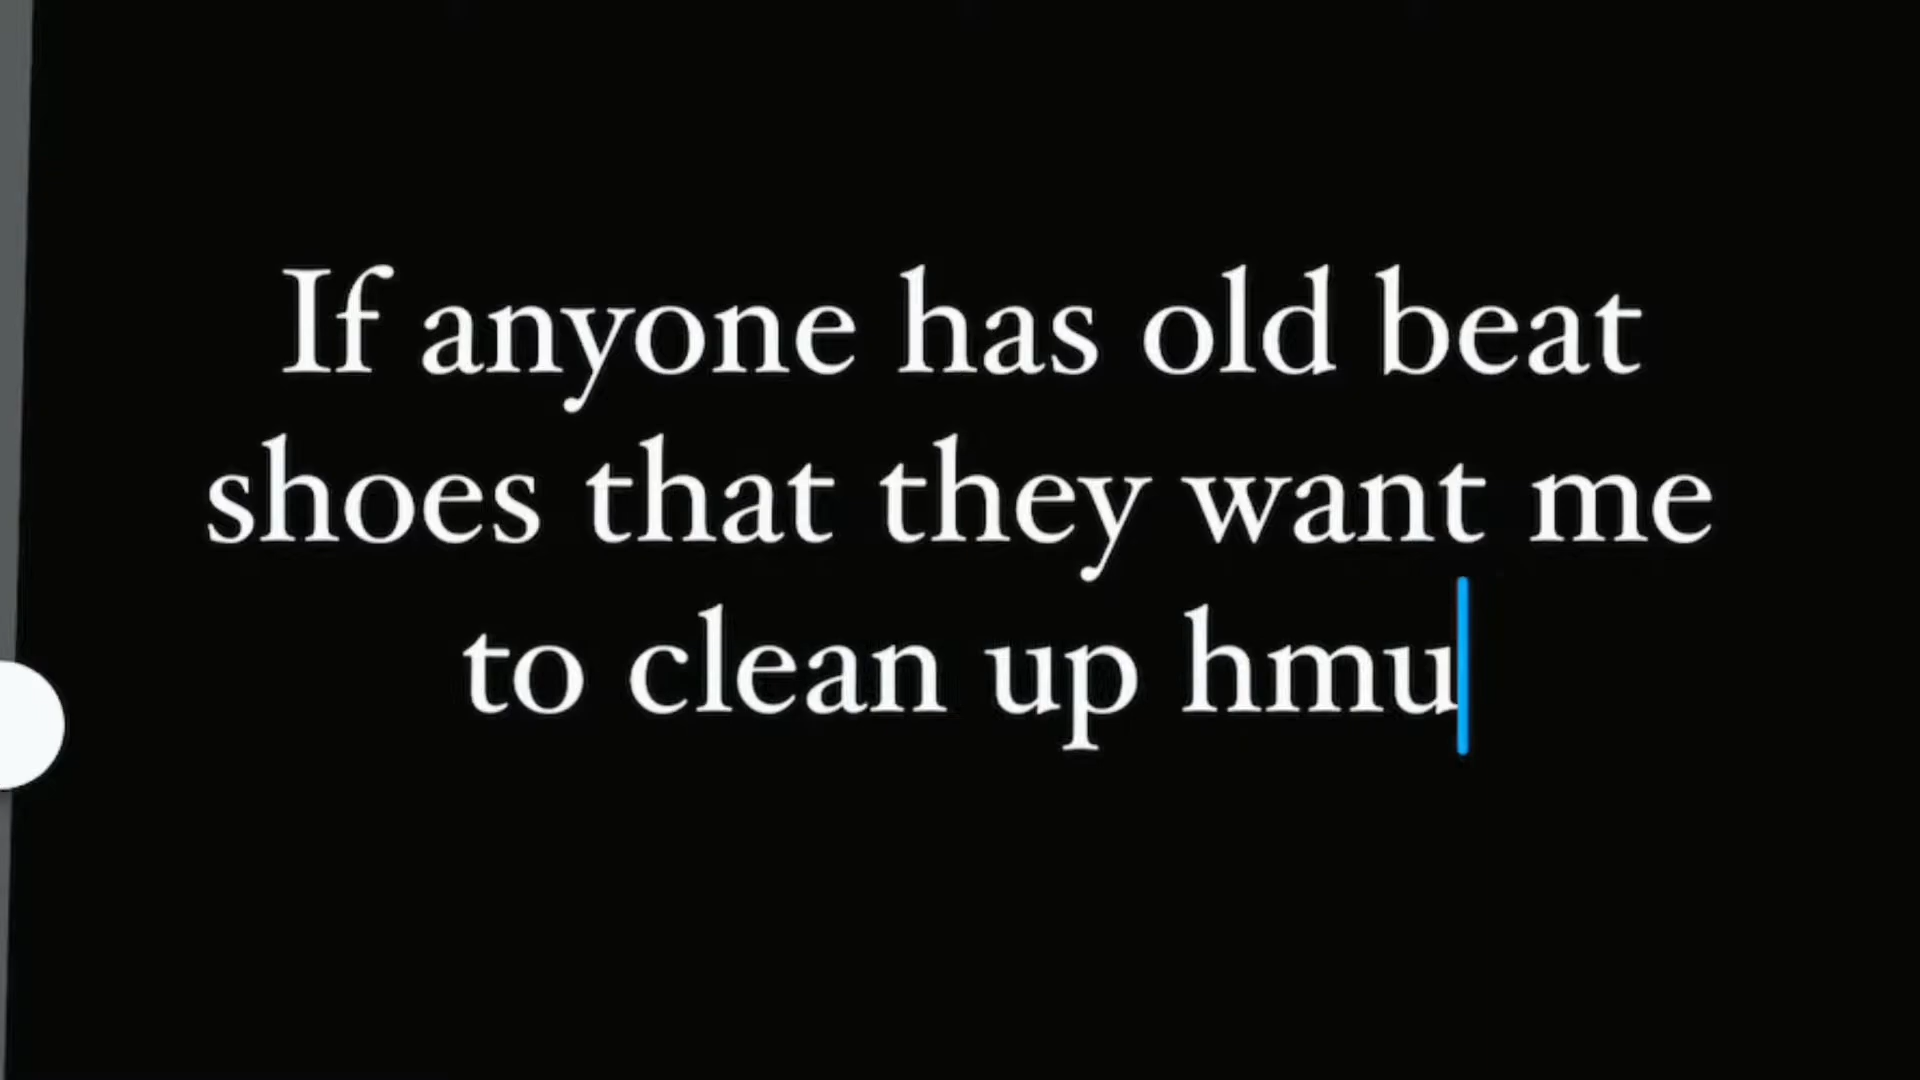 If anyone has old beat
shoes that they want me
to clean up hmu